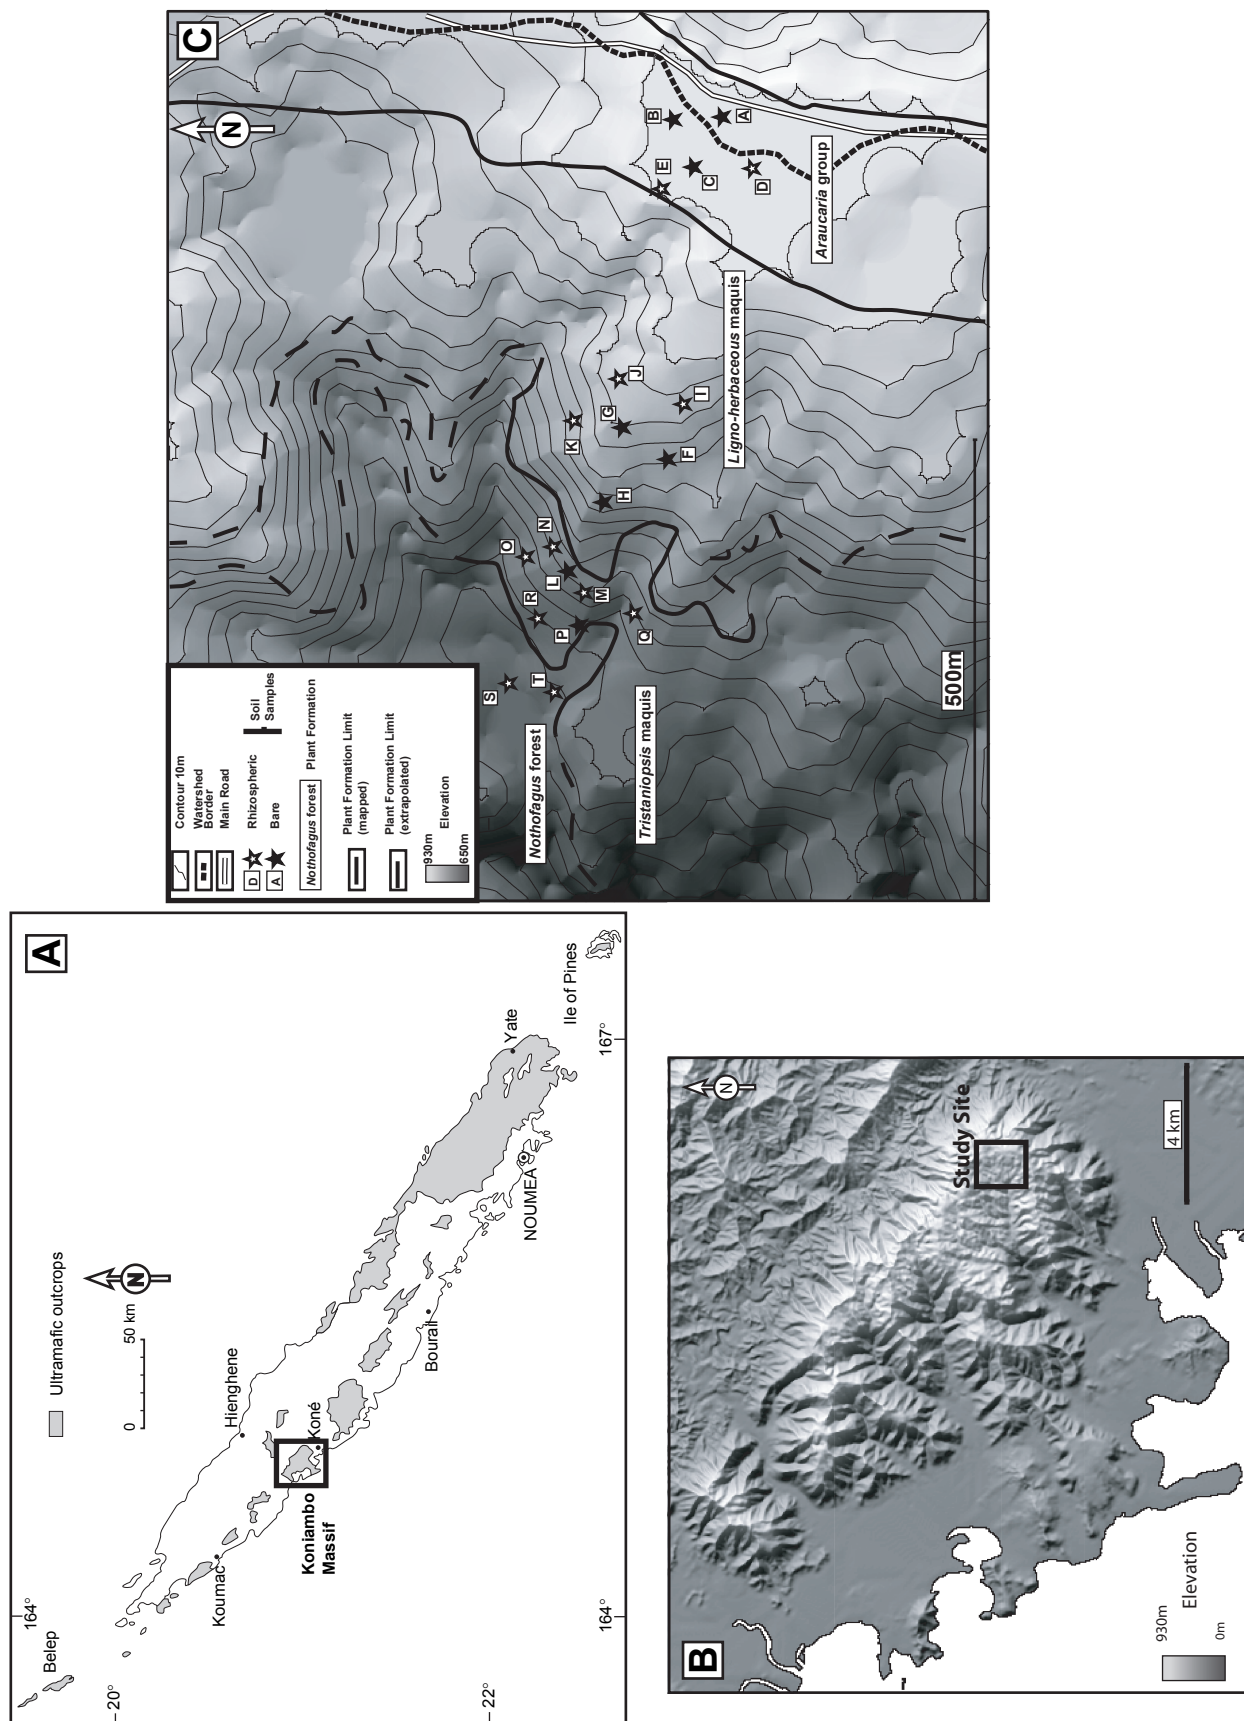 A
164°
167°
Belep
Ultramafic outcrops
N
0
50 km
Hienghene
Koumac
Koniambo
Massif
Koné
Bourail
NOUMEA
Yate
Ile of Pines
20°
22°
164°
167°
B
N
Study Site
4 km
930m
0m
Elevation
C
N
Contour 10m
Watershed
Border
Main Road
D
Rhizospheric
A
Bare
Soil
Samples
Nothofagus forest
Plant Formation
Plant Formation Limit
(mapped)
Plant Formation Limit
(extrapolated)
930m
650m
Elevation
S
T
R
P
O
N
L
M
Q
H
K
G
F
J
I
E
B
C
A
D
Nothofagus forest
Tristaniopsis maquis
Ligno-herbaceous maquis
Araucaria group
500m